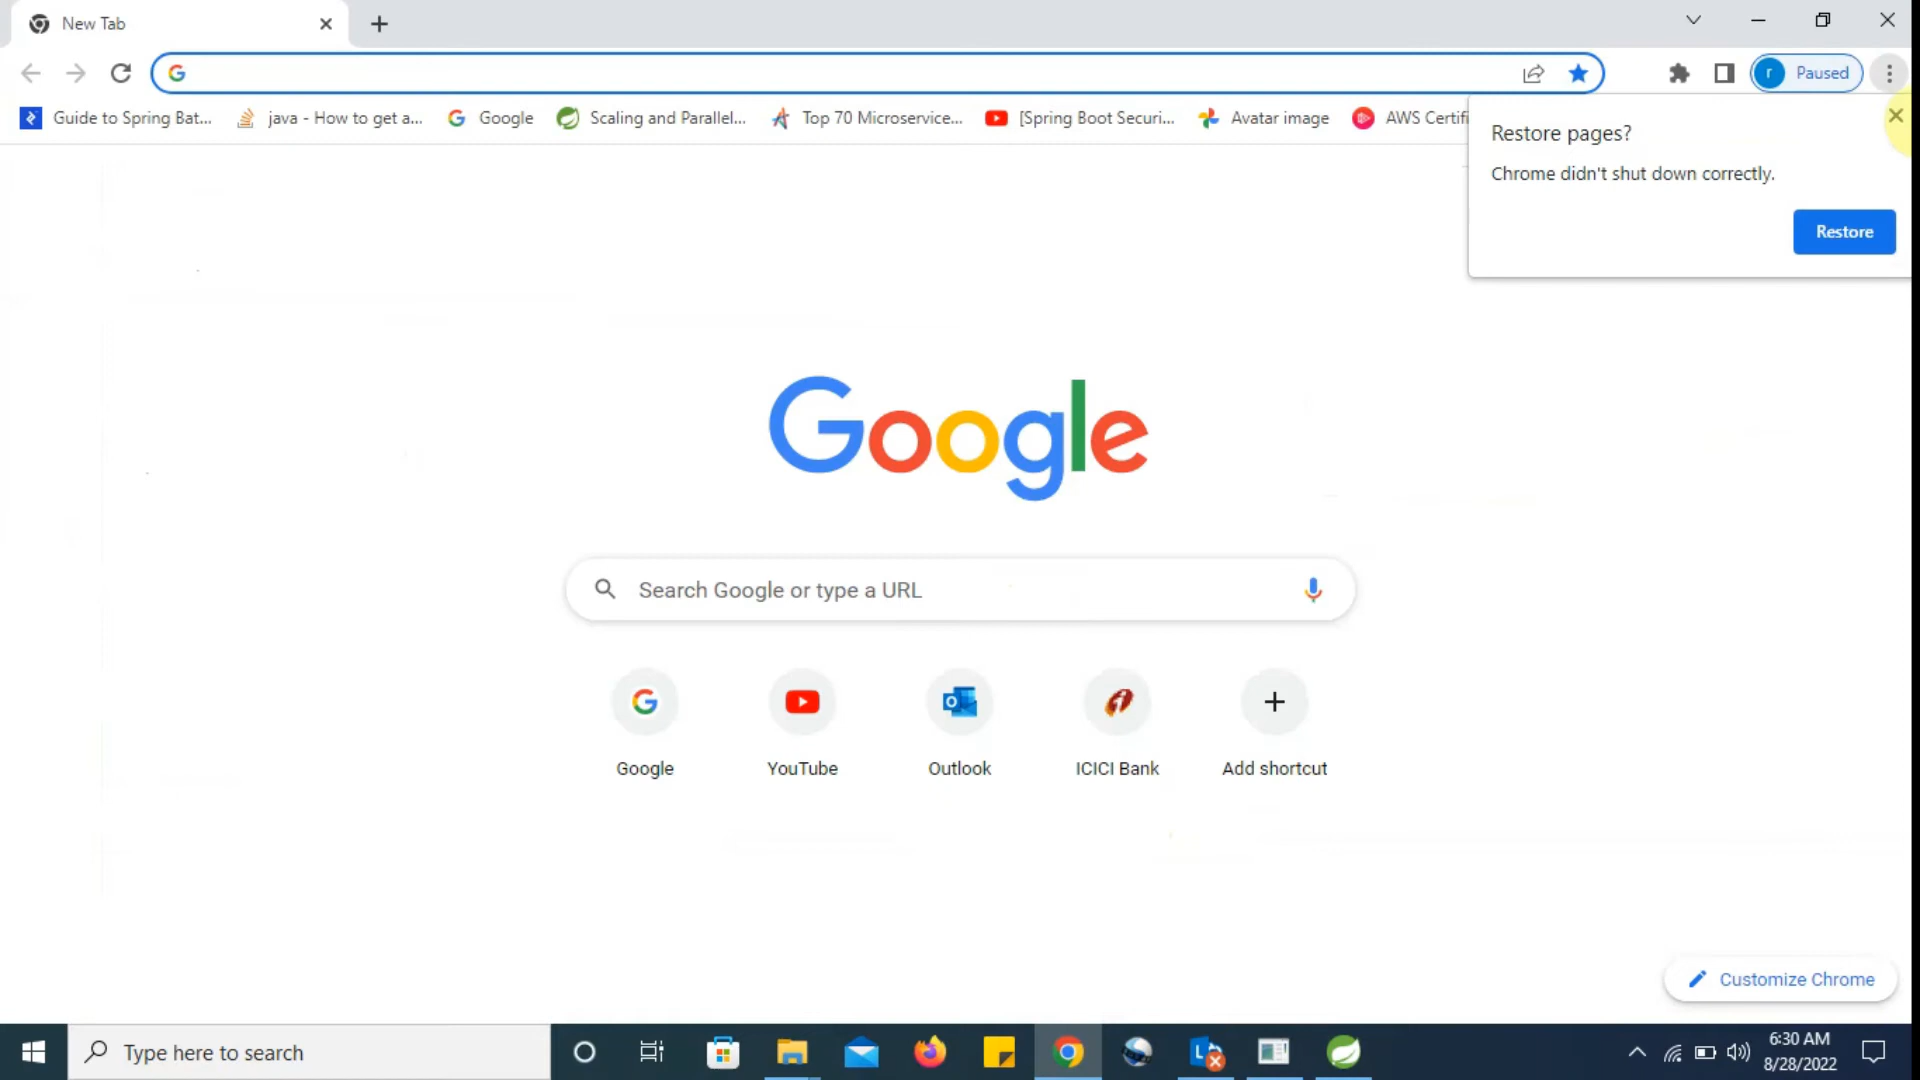 New Tab
Paused
Guide to Spring Bat...
java - How to get a...
Google
Scaling and Parallel...
Top 70 Microservice...
[Spring Boot Securi...
Avatar image
AWS Certifi
Restore pages?
Chrome didn't shut down correctly.
Restore
Google
Search Google or type a URL
Google
YouTube
Outlook
ICICI Bank
Add shortcut
Customize Chrome
Type here to search
6:30 AM
8/28/2022